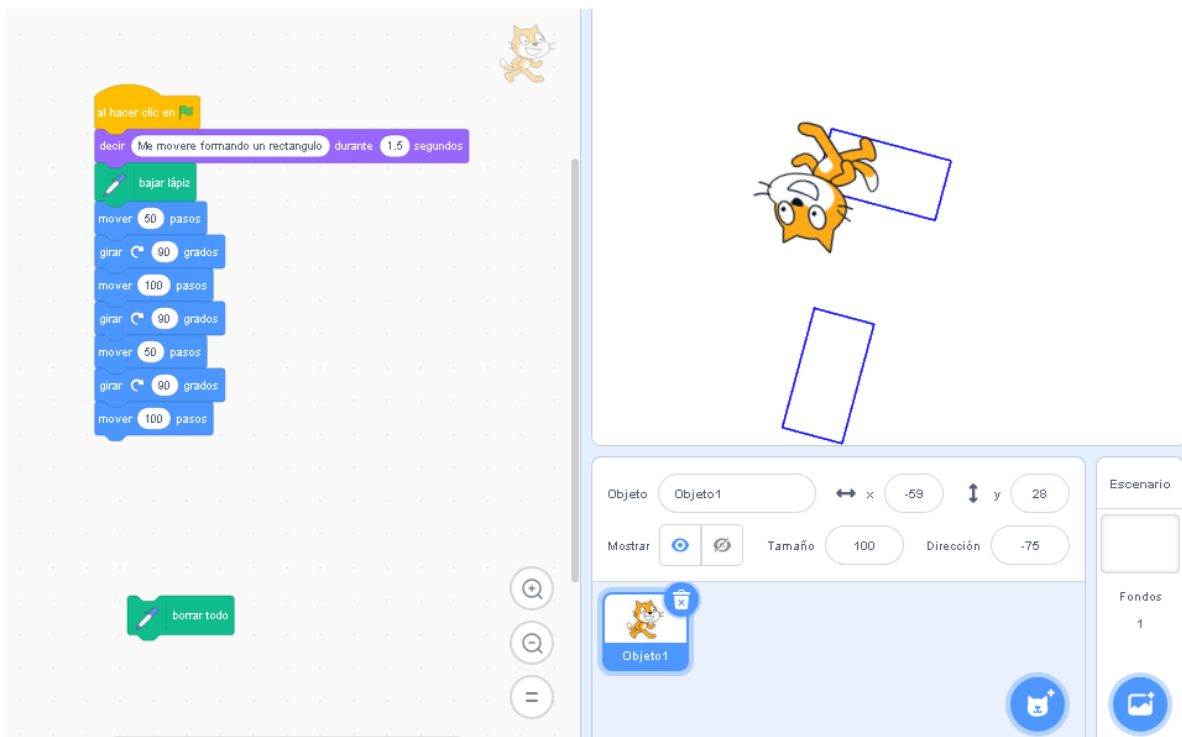 al hacer clic en
decir Me movere formando un rectangulo durante 1.5 segundos
bajar lápiz
mover 50 pasos
girar 90 grados
mover 100 pasos
girar 90 grados
mover 50 pasos
girar 90 grados
mover 100 pasos
borrar todo
Objeto Objeto1 x -59 y 28
Mostrar Tamaño 100 Dirección -75
Objeto1
Escenario
Fondos
1